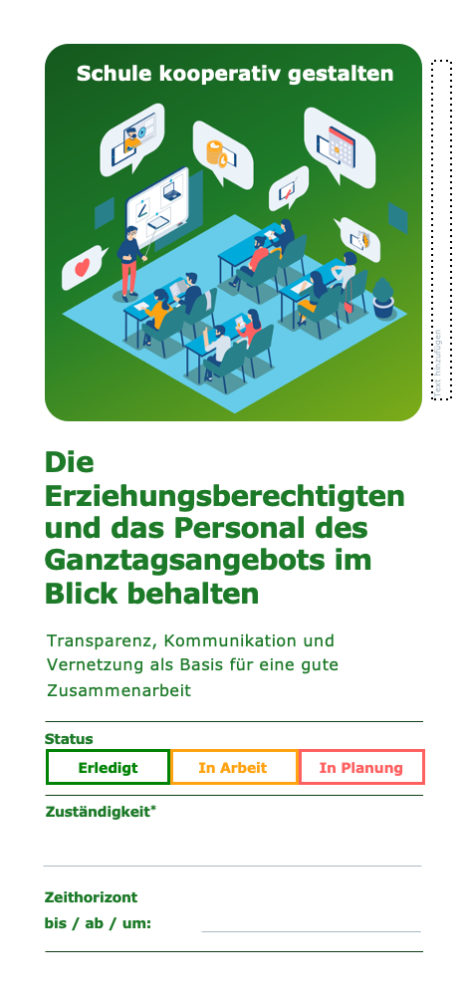 Schule kooperativ gestalten
Text hinzufügen
Die
Erziehungsberechtigten
und das Personal des
Ganztagsangebots im
Blick behalten
Transparenz, Kommunikation und
Vernetzung als Basis für eine gute
Zusammenarbeit
Status
Erledigt In Arbeit In Planung
Zuständigkeit*
Zeithorizont
bis / ab / um: